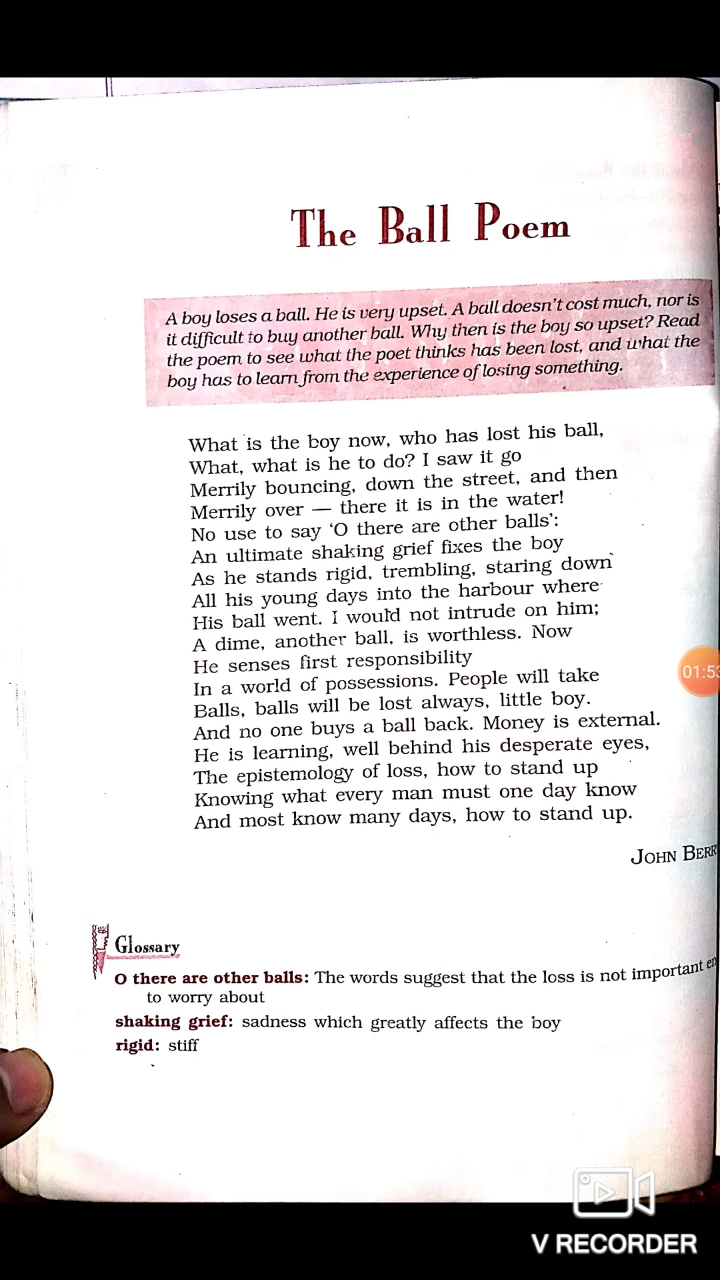 The Ball Poem
A boy loses a ball. He is very upset. A ball doesn't cost much, nor is
it difficult to buy another ball. Why then is the boy so upset? Read
the poem to see what the poet thinks has been lost, and what the
boy has to learn from the experience of losing something.
What is the boy now, who has lost his ball,
What, what is he to do? I saw it go
Merrily bouncing, down the street, and then
Merrily over — there it is in the water!
No use to say 'O there are other balls':
An ultimate shaking grief fixes the boy
As he stands rigid, trembling, staring down
All his young days into the harbour where
His ball went. I would not intrude on him;
A dime, another ball, is worthless. Now
He senses first responsibility
In a world of possessions. People will take
Balls, balls will be lost always, little boy.
And no one buys a ball back. Money is external.
He is learning, well behind his desperate eyes,
The epistemology of loss, how to stand up
Knowing what every man must one day know
And most know many days, how to stand up.
JOHN BERR
01:53
Glossary
O there are other balls: The words suggest that the loss is not important
to worry about
shaking grief: sadness which greatly affects the boy
rigid: stiff
V RECORDER